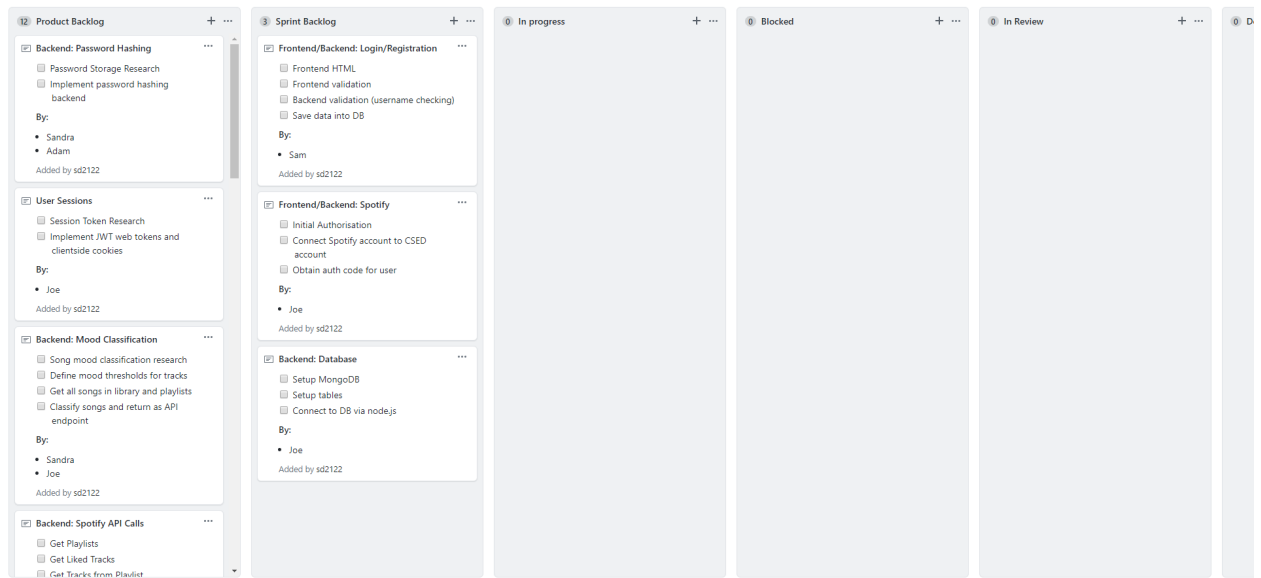 12 Product Backlog
Backend: Password Hashing
Password Storage Research
Implement password hashing
backend
By:
Sandra
Adam
Added by sd2122
User Sessions
Session Token Research
Implement JWT web tokens and
clientside cookies
By:
Joe
Added by sd2122
Backend: Mood Classification
Song mood classification research
Define mood thresholds for tracks
Get all songs in library and playlists
Classify songs and return as API
endpoint
By:
Sandra
Joe
Added by sd2122
Backend: Spotify API Calls
Get Playlists
Get Liked Tracks
Get Tracks from Playlist
3 Sprint Backlog
Frontend/Backend: Login/Registration
Frontend HTML
Frontend validation
Backend validation (username checking)
Save data into DB
By:
Sam
Added by sd2122
Frontend/Backend: Spotify
Initial Authorisation
Connect Spotify account to CSED
account
Obtain auth code for user
By:
Joe
Added by sd2122
Backend: Database
Setup MongoDB
Setup tables
Connect to DB via node.js
By:
Joe
Added by sd2122
0 In progress
0 Blocked
0 In Review
0